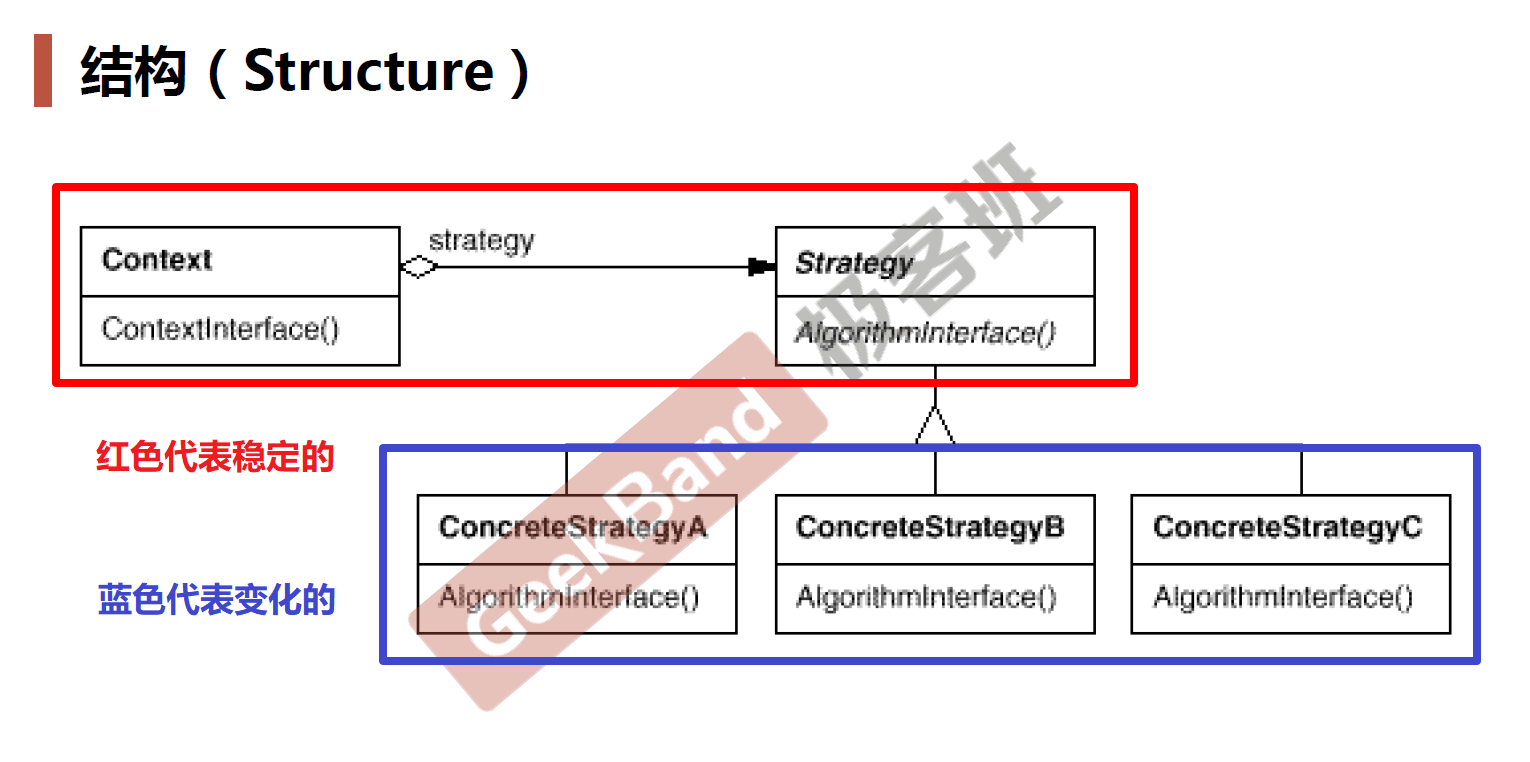 结构（Structure）
strategy
Context
Strategy
ContextInterface()
AlgorithmInterface()
红色代表稳定的
ConcreteStrategyA
ConcreteStrategyB
ConcreteStrategyC
蓝色代表变化的
AlgorithmInterface()
AlgorithmInterface()
AlgorithmInterface()
GeekBand 极客班